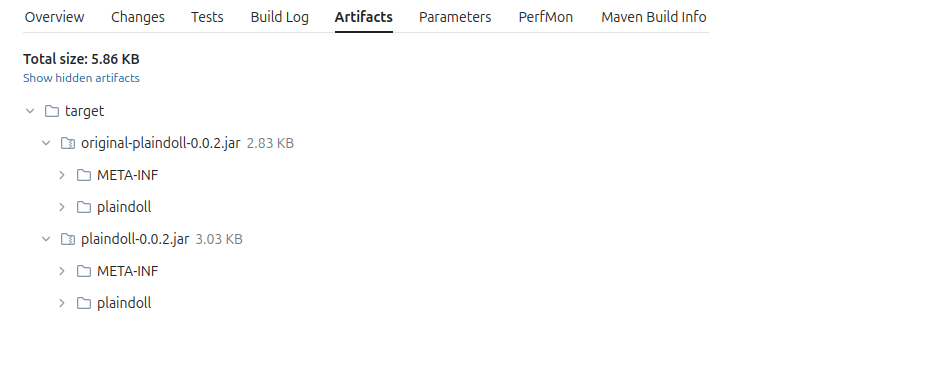 Overview Changes Tests Build Log Artifacts Parameters PerfMon Maven Build Info
Total size: 5.86 KB
Show hidden artifacts
target
original-plaindoll-0.0.2.jar 2.83 KB
META-INF
plaindoll
plaindoll-0.0.2.jar 3.03 KB
META-INF
plaindoll